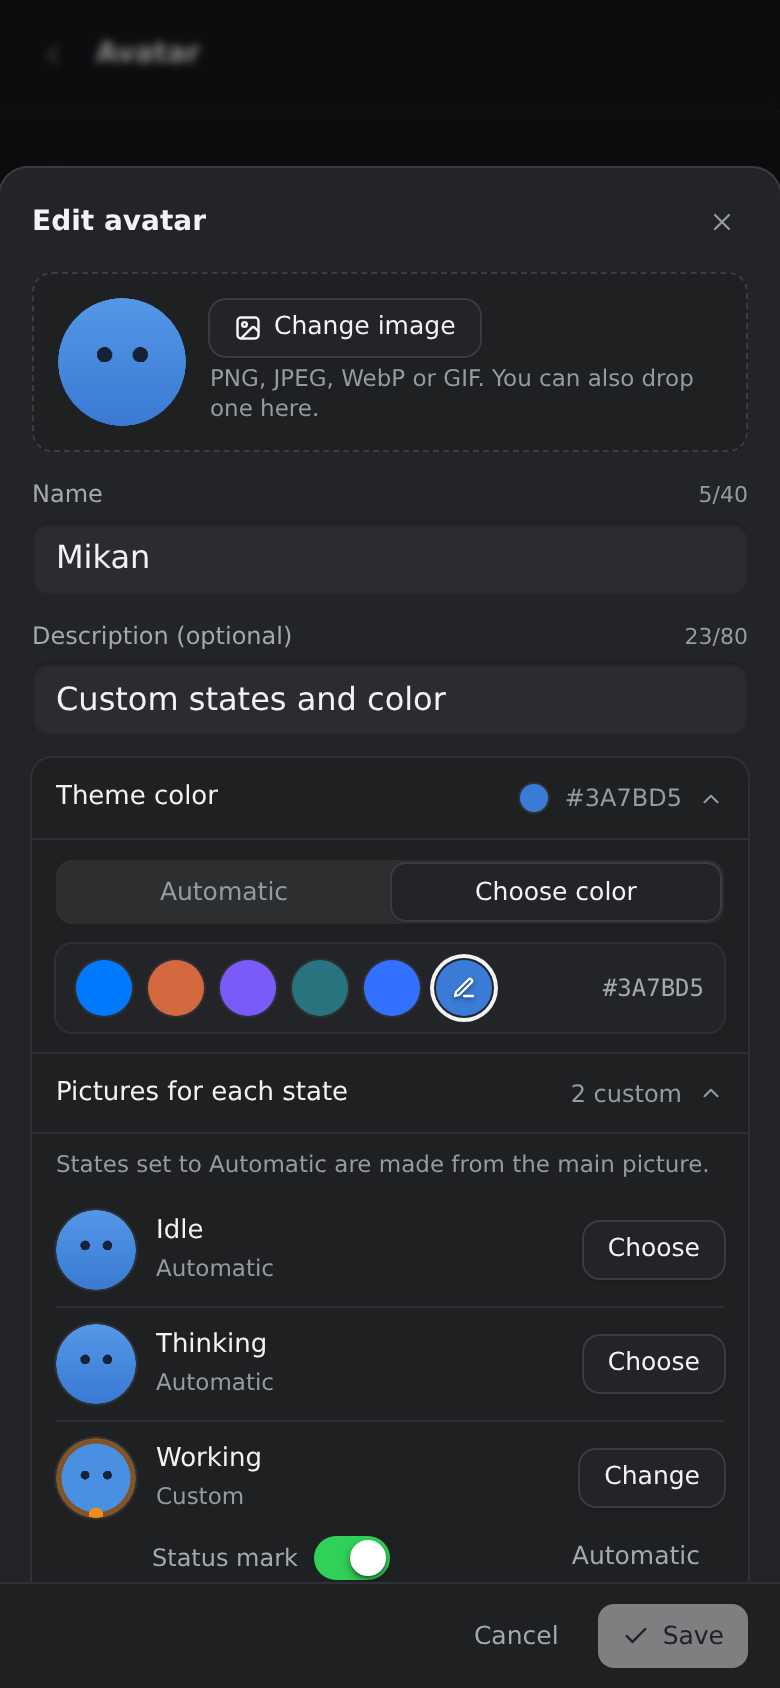 Avatar
Edit avatar
Change image
PNG, JPEG, WebP or GIF. You can also drop
one here.
Name 5/40
Mikan
Description (optional) 23/80
Custom states and color
Theme color #3A7BD5
Automatic Choose color
#3A7BD5
Pictures for each state 2 custom
States set to Automatic are made from the main picture.
Idle
Automatic
Choose
Thinking
Automatic
Choose
Working
Custom
Change
Status mark Automatic
Cancel Save